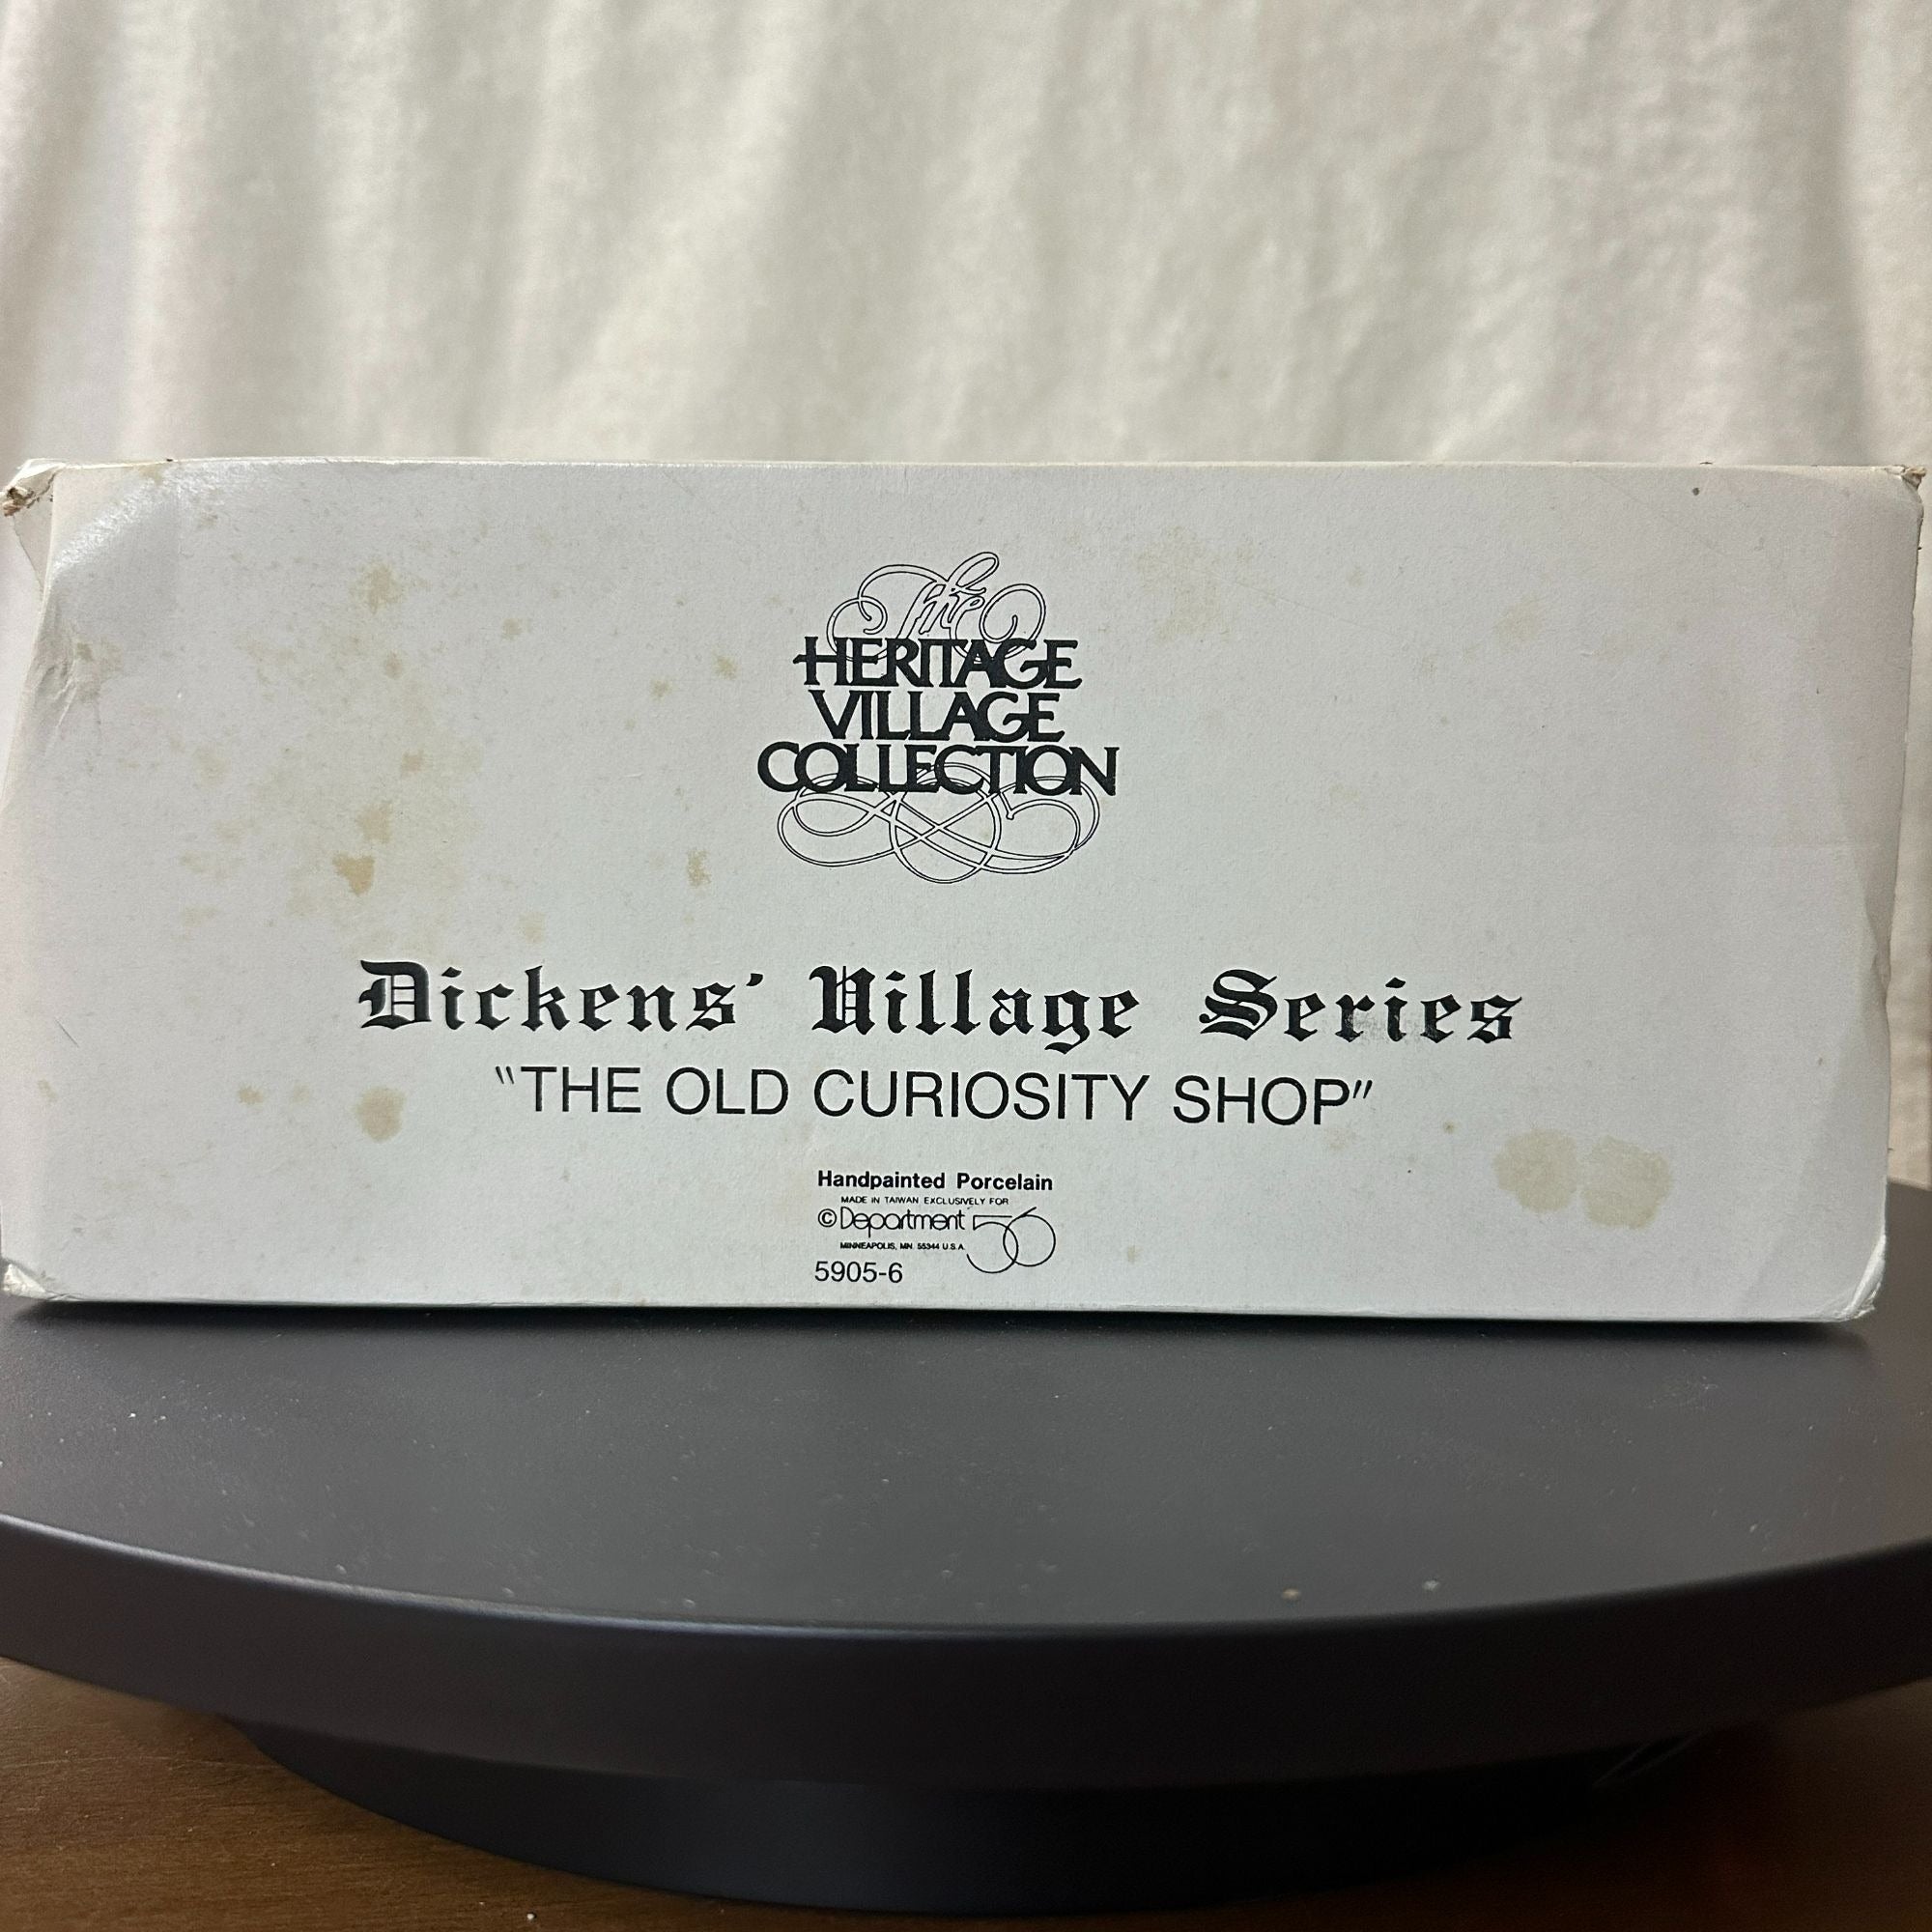 The
HERITAGE
VILLAGE
COLLECTION
Dickens' Village Series
"THE OLD CURIOSITY SHOP"
Handpainted Porcelain
MADE IN TAIWAN EXCLUSIVELY FOR
©Department 56
MINNEAPOLIS, MN 55344 U.S.A.
5905-6